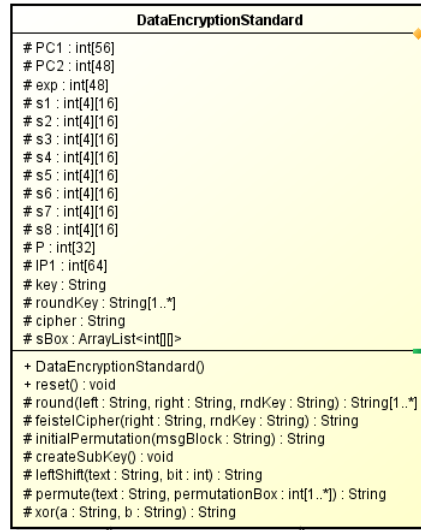 DataEncryptionStandard
# PC1 : int[56]
# PC2 : int[48]
# exp : int[48]
# s1 : int[4][16]
# s2 : int[4][16]
# s3 : int[4][16]
# s4 : int[4][16]
# s5 : int[4][16]
# s6 : int[4][16]
# s7 : int[4][16]
# s8 : int[4][16]
# P : int[32]
# IP1 : int[64]
# key : String
# roundKey : String[1..*]
# cipher : String
# sBox : ArrayList<int[][]>
+ DataEncryptionStandard()
+ reset() : void
# round(left : String, right : String, rndKey : String) : String[1..*]
# feistelCipher(right : String, rndKey : String) : String
# initialPermutation(msgBlock : String) : String
# createSubKey() : void
# leftShift(text : String, bit : int) : String
# permute(text : String, permutationBox : int[1..*]) : String
# xor(a : String, b : String) : String